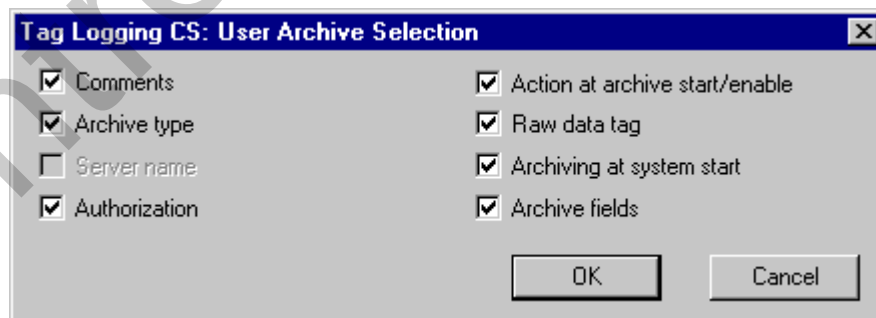 Tag Logging CS: User Archive Selection
Comments
Archive type
Server name
Authorization
Action at archive start/enable
Raw data tag
Archiving at system start
Archive fields
OK
Cancel